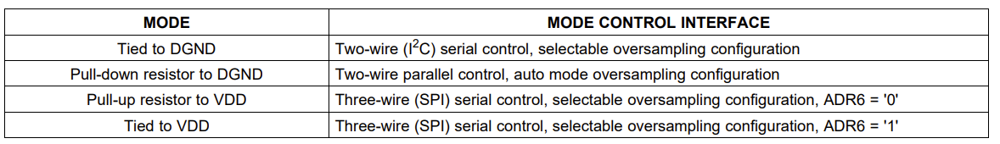 MODE MODE CONTROL INTERFACE
Tied to DGND Two-wire (I²C) serial control, selectable oversampling configuration
Pull-down resistor to DGND Two-wire parallel control, auto mode oversampling configuration
Pull-up resistor to VDD Three-wire (SPI) serial control, selectable oversampling configuration, ADR6 = '0'
Tied to VDD Three-wire (SPI) serial control, selectable oversampling configuration, ADR6 = '1'